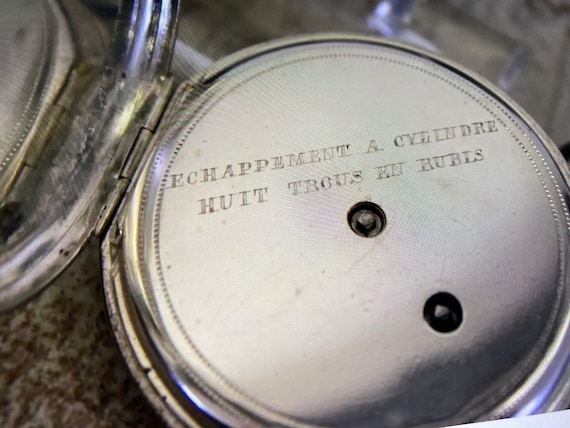 ECHAPPEMENT A CYLINDRE
HUIT TROUS EN RUBIS